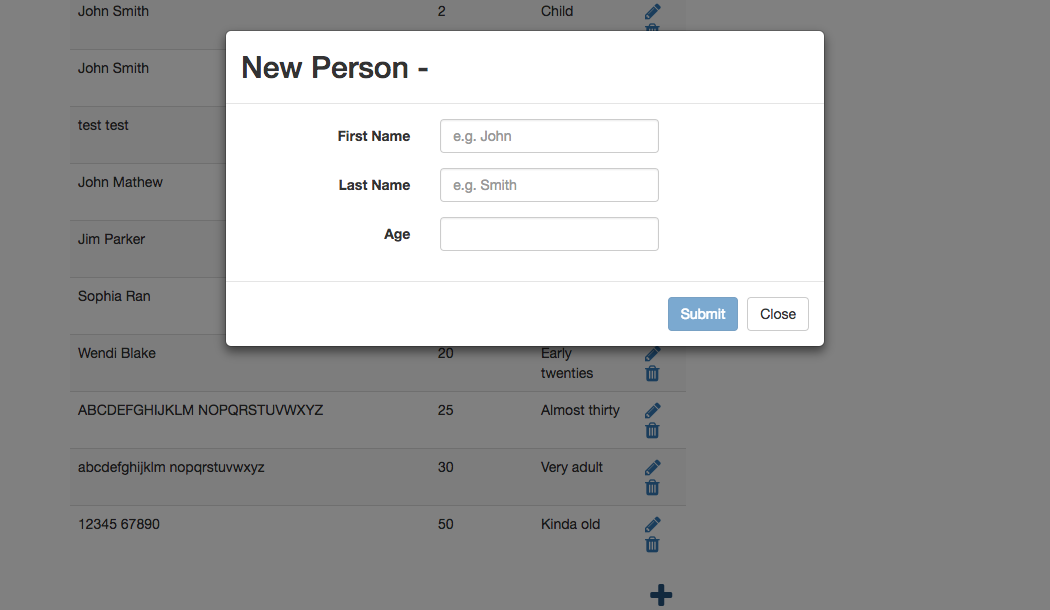 John Smith 2 Child
New Person -
John Smith
First Name e.g. John
test test
Last Name e.g. Smith
John Mathew
Age
Jim Parker
Sophia Ran
Submit Close
Wendi Blake 20 Early
twenties
ABCDEFGHIJKLM NOPQRSTUVWXYZ 25 Almost thirty
abcdefghijklm nopqrstuvwxyz 30 Very adult
12345 67890 50 Kinda old